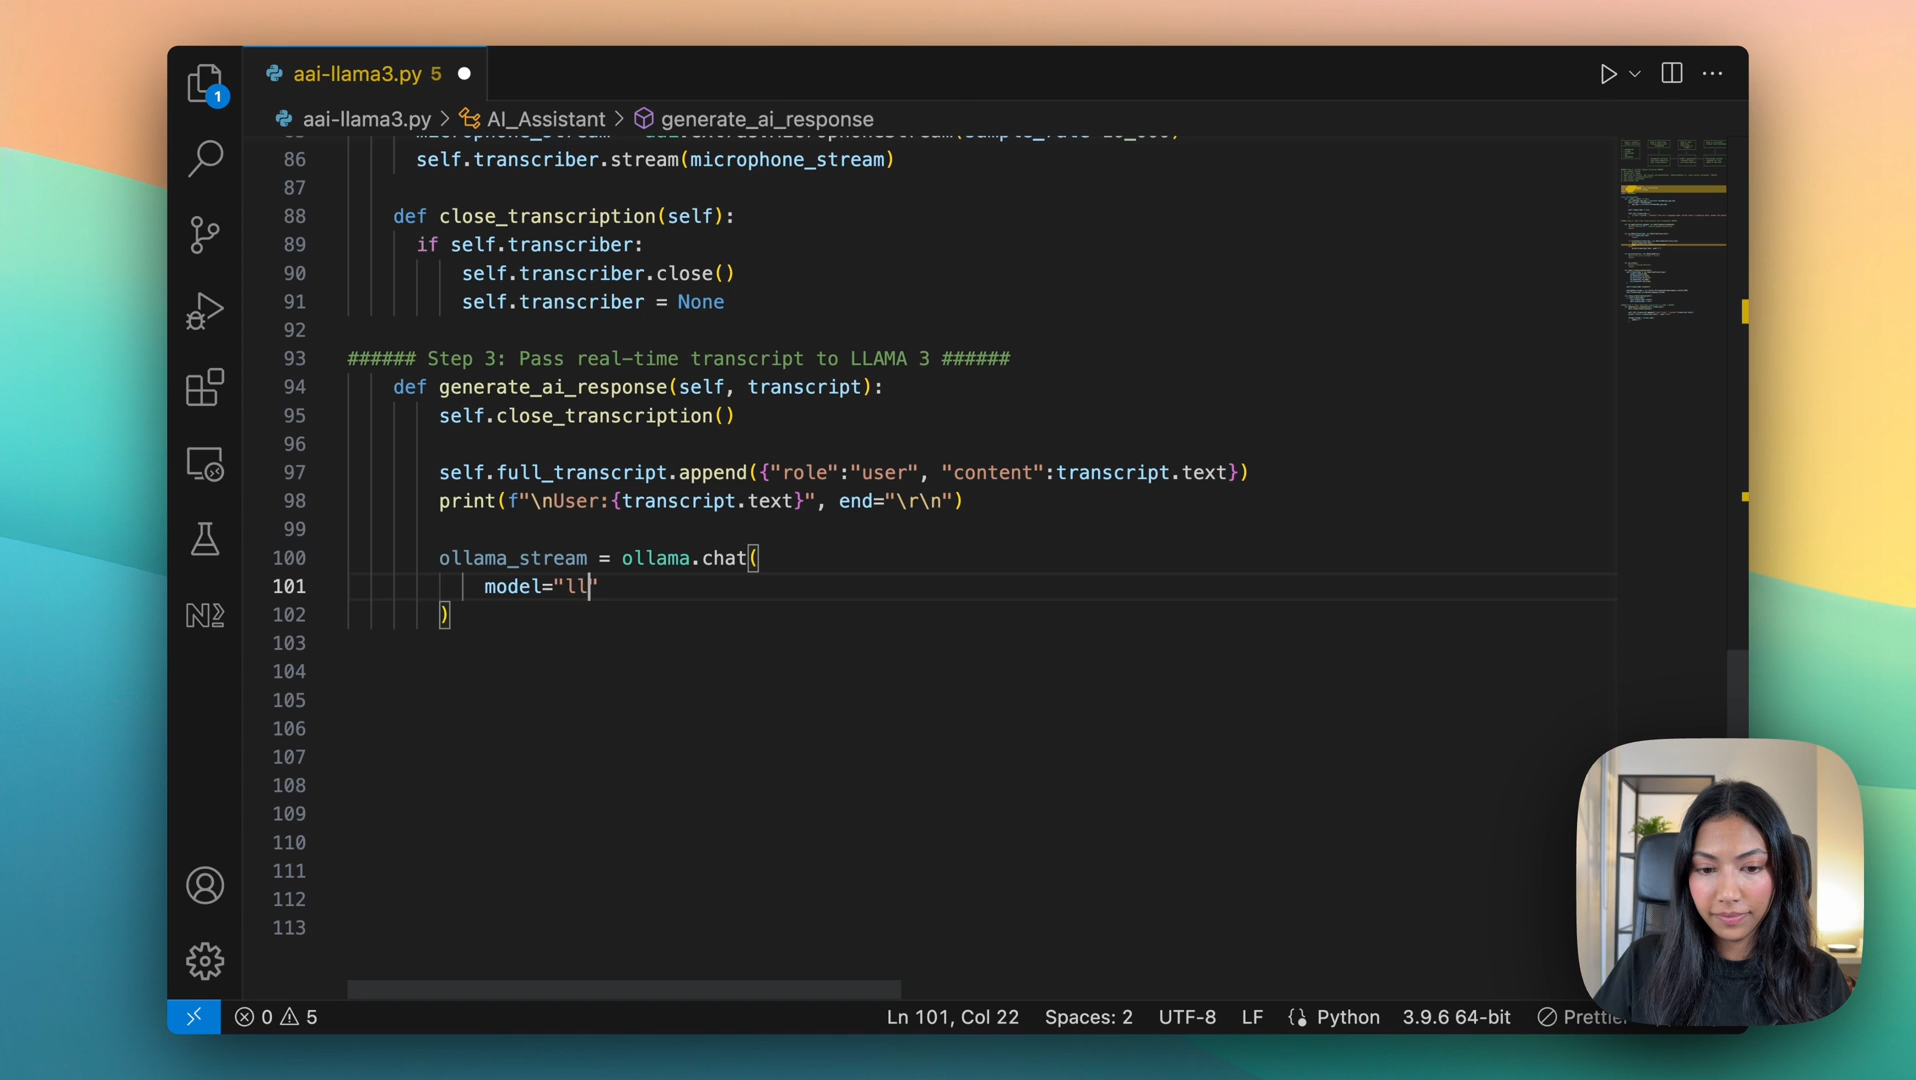 aai-llama3.py 5
1
aai-llama3.py > AI_Assistant > generate_ai_response
86 self.transcriber.stream(microphone_stream)
87
88 def close_transcription(self):
89 if self.transcriber:
90 self.transcriber.close()
91 self.transcriber = None
92
93 ###### Step 3: Pass real-time transcript to LLAMA 3 ######
94 def generate_ai_response(self, transcript):
95 self.close_transcription()
96
97 self.full_transcript.append({"role":"user", "content":transcript.text})
98 print(f"\nUser:{transcript.text}", end="\r\n")
99
100 ollama_stream = ollama.chat(
101 model="ll"
102 )
103
104
105
106
107
108
109
110
111
112
113
0 5 Ln 101, Col 22 Spaces: 2 UTF-8 LF Python 3.9.6 64-bit